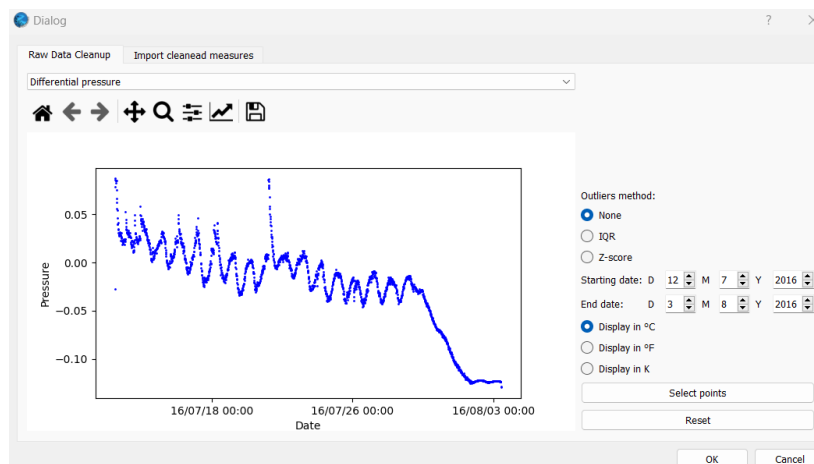 Dialog ?
Raw Data Cleanup Import cleanead measures
Differential pressure
0.05
0.00
−0.05
−0.10
Pressure
16/07/18 00:00 16/07/26 00:00 16/08/03 00:00
Date
Outliers method:
None
IQR
Z-score
Starting date: D 12 M 7 Y 2016
End date: D 3 M 8 Y 2016
Display in °C
Display in °F
Display in K
Select points
Reset
OK Cancel